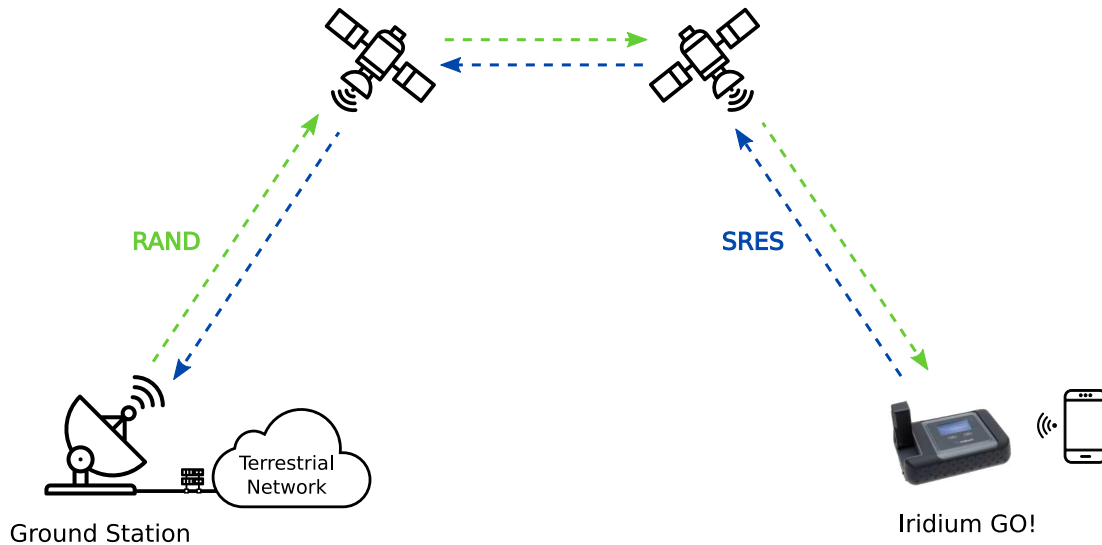 RAND
SRES
Terrestrial
Network
Ground Station
Iridium GO!